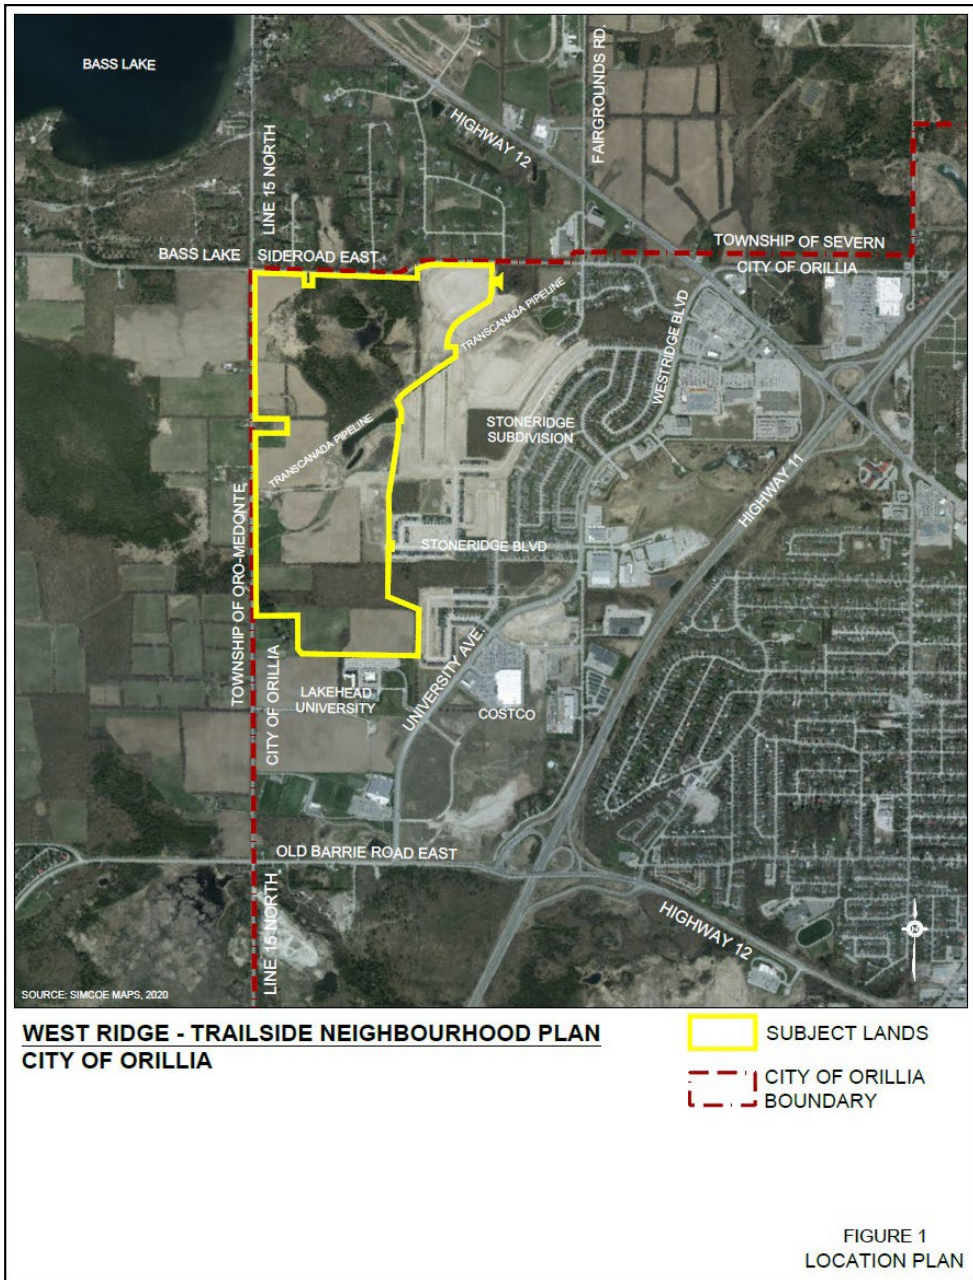 BASS LAKE
HIGHWAY 12
FAIRGROUNDS RD.
LINE 15 NORTH
BASS LAKE
SIDEROAD EAST
TOWNSHIP OF SEVERN
CITY OF ORILLIA
TRANSCANADA PIPELINE
WESTRIDGE BLVD
STONERIDGE
SUBDIVISION
TRANSCANADA PIPELINE
HIGHWAY 11
STONERIDGE BLVD
TOWNSHIP OF ORO-MEDONTE
CITY OF ORILLIA
UNIVERSITY AVE.
LAKEHEAD
UNIVERSITY
COSTCO
OLD BARRIE ROAD EAST
LINE 15 NORTH
HIGHWAY 12
N
SOURCE: SIMCOE MAPS, 2020
WEST RIDGE - TRAILSIDE NEIGHBOURHOOD PLAN
CITY OF ORILLIA
SUBJECT LANDS
CITY OF ORILLIA
BOUNDARY
FIGURE 1
LOCATION PLAN